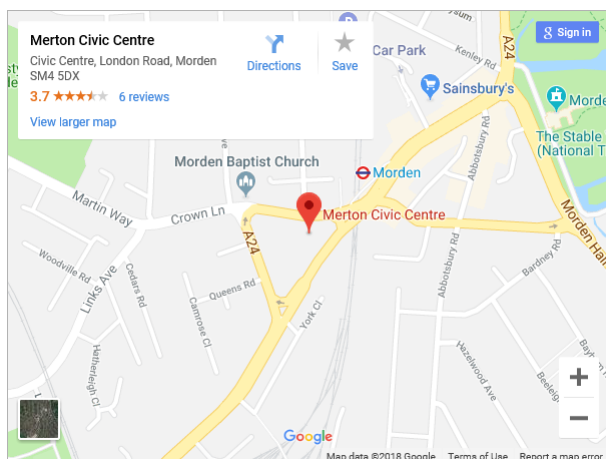 Merton Civic Centre
Civic Centre, London Road, Morden
SM4 5DX
3.7
6 reviews
View larger map
Directions
Save
Sign in
Car Park
Kenley Rd
A24
Sainsbury's
Abbotsbury Rd
Morde
The Stable
(National T
Morden Baptist Church
Morden
Martin Way
Crown Ln
Merton Civic Centre
A24
Morden Hall
Woodville Rd
Links Ave
Cedars Rd
Queens Rd
Camrose Cl
York Cl
Abbotsbury Rd
Bardney Rd
Hatherleigh Cl
Hazelwood Ave
Beeleig
Google
Map data ©2018 Google
Terms of Use
Report a map error